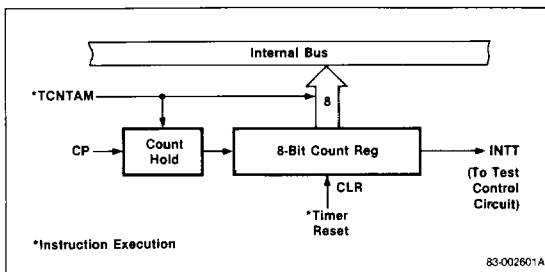 Internal Bus
*TCNTAM
8
CP
Count
Hold
8-Bit Count Reg
INTT
(To Test
Control
Circuit)
CLR
*Timer
Reset
*Instruction Execution
83-002601A